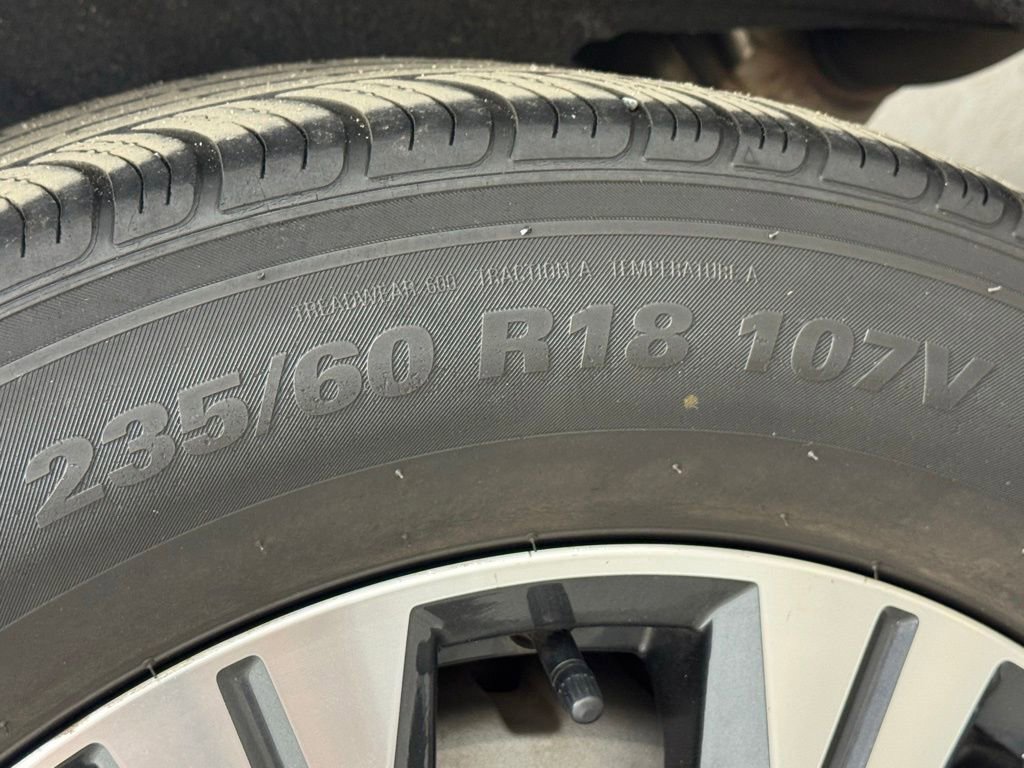 TREADWEAR 600 TRACTION A TEMPERATURE A
235/60 R18 107V